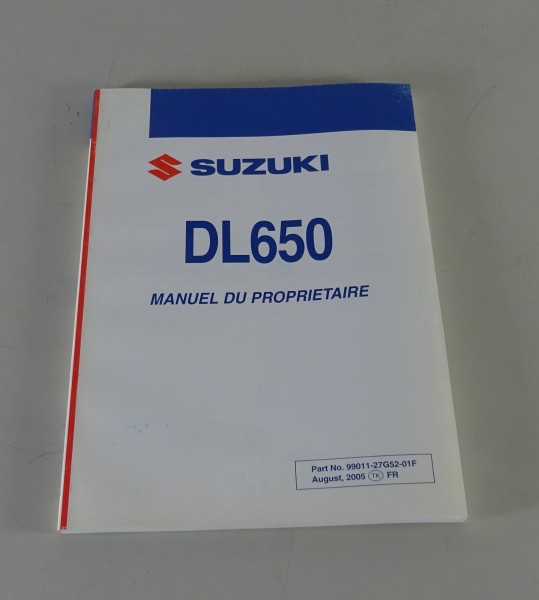 SUZUKI
DL650
MANUEL DU PROPRIETAIRE
Part No. 99011-27G52-01F
August, 2005 TK FR